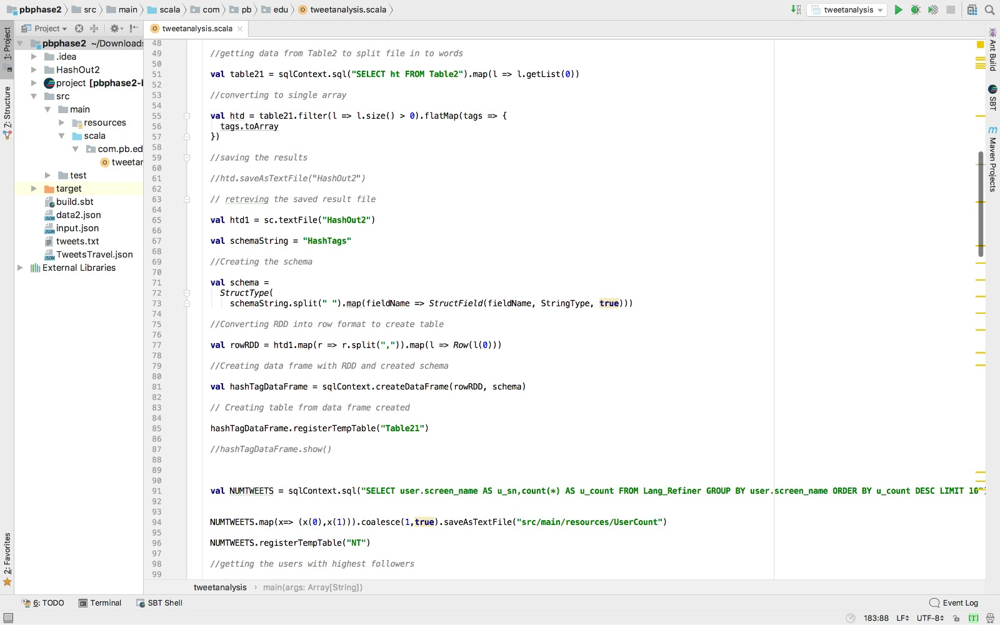 pbphase2 src main scala com pb edu tweetanalysis.scala tweetanalysis
Project tweetanalysis.scala
1: Project
7: Structure
2: Favorites
pbphase2 ~/Downloads
.idea
HashOut2
project [pbphase2-b
src
main
resources
scala
com.pb.ed
tweetar
test
target
build.sbt
data2.json
input.json
tweets.txt
TweetsTravel.json
External Libraries
48
49 //getting data from Table2 to split file in to words
50
51 val table21 = sqlContext.sql("SELECT ht FROM Table2").map(l => l.getList(0))
52
53 //converting to single array
54
55 val htd = table21.filter(l => l.size() > 0).flatMap(tags => {
56 tags.toArray
57 })
58
59 //saving the results
60
61 //htd.saveAsTextFile("HashOut2")
62
63 // retreving the saved result file
64
65 val htd1 = sc.textFile("HashOut2")
66
67 val schemaString = "HashTags"
68
69 //Creating the schema
70
71 val schema =
72 StructType(
73 schemaString.split(" ").map(fieldName => StructField(fieldName, StringType, true)))
74
75 //Converting RDD into row format to create table
76
77 val rowRDD = htd1.map(r => r.split(",")).map(l => Row(l(0)))
78
79 //Creating data frame with RDD and created schema
80
81 val hashTagDataFrame = sqlContext.createDataFrame(rowRDD, schema)
82
83 // Creating table from data frame created
84
85 hashTagDataFrame.registerTempTable("Table21")
86
87 //hashTagDataFrame.show()
88
89
90
91 val NUMTWEETS = sqlContext.sql("SELECT user.screen_name AS u_sn,count(*) AS u_count FROM Lang_Refiner GROUP BY user.screen_name ORDER BY u_count DESC LIMIT 10")
92
93
94 NUMTWEETS.map(x=> (x(0),x(1))).coalesce(1,true).saveAsTextFile("src/main/resources/UserCount")
95
96 NUMTWEETS.registerTempTable("NT")
97
98 //getting the users with highest followers
99
Ant Build
SBT
m Maven Projects
tweetanalysis › main(args: Array[String])
6: TODO Terminal SBT Shell Event Log
183:88 LF UTF-8 [T]